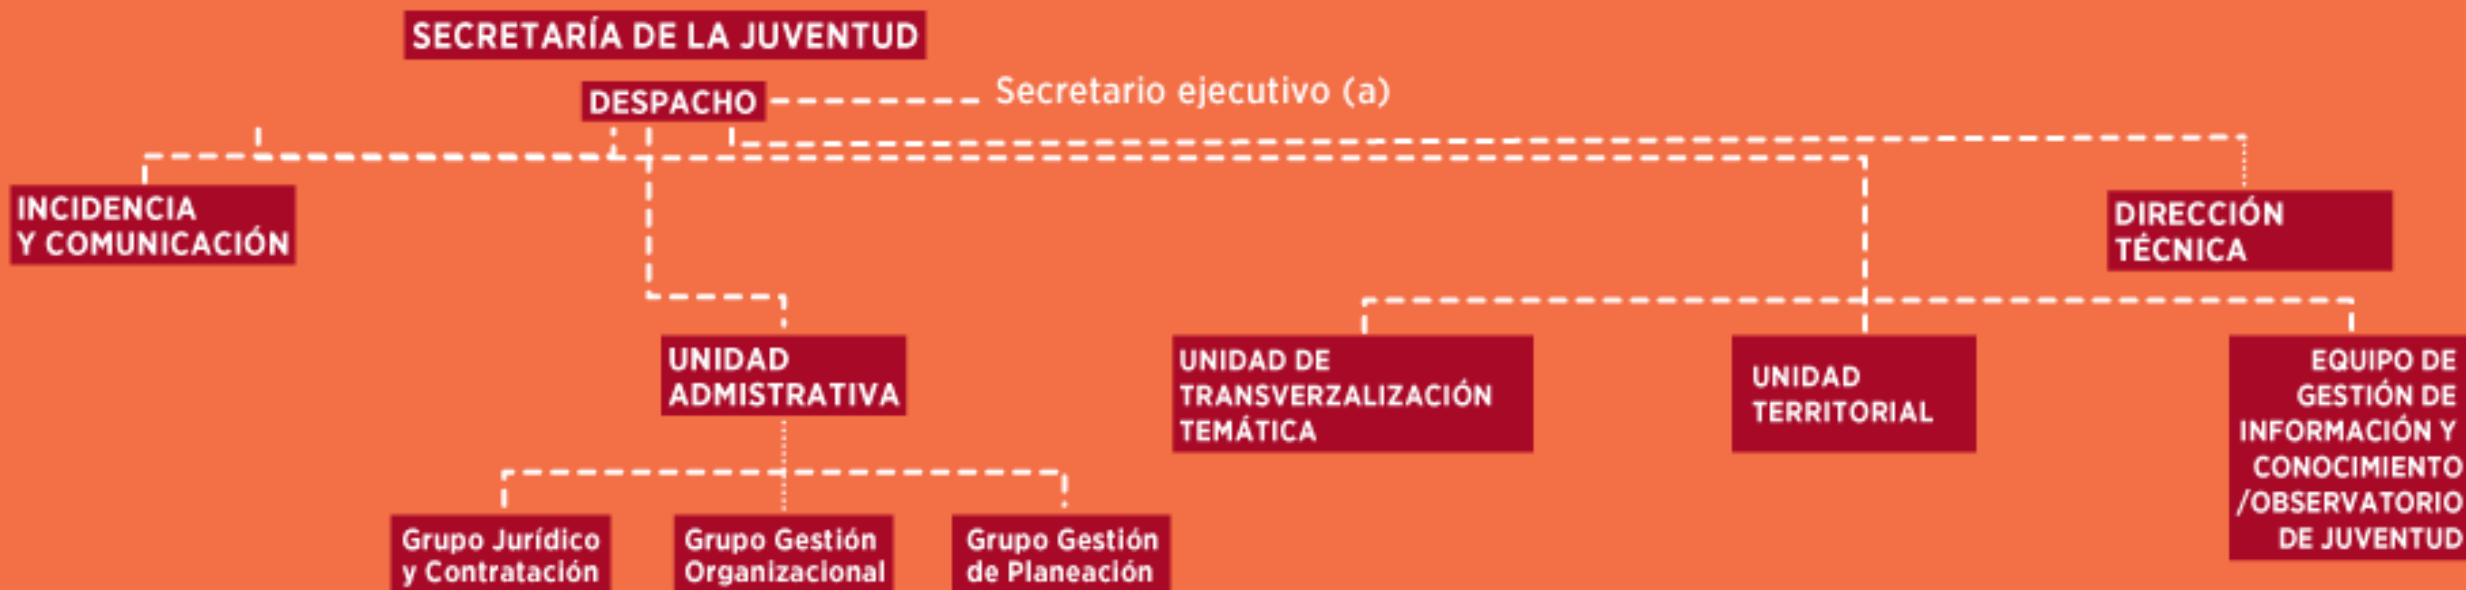 SECRETARÍA DE LA JUVENTUD
DESPACHO
Secretario ejecutivo (a)
INCIDENCIA
Y COMUNICACIÓN
DIRECCIÓN
TÉCNICA
UNIDAD
ADMISTRATIVA
UNIDAD DE
TRANSVERZALIZACIÓN
TEMÁTICA
UNIDAD
TERRITORIAL
EQUIPO DE
GESTIÓN DE
INFORMACIÓN Y
CONOCIMIENTO
/OBSERVATORIO
DE JUVENTUD
Grupo Jurídico
y Contratación
Grupo Gestión
Organizacional
Grupo Gestión
de Planeación